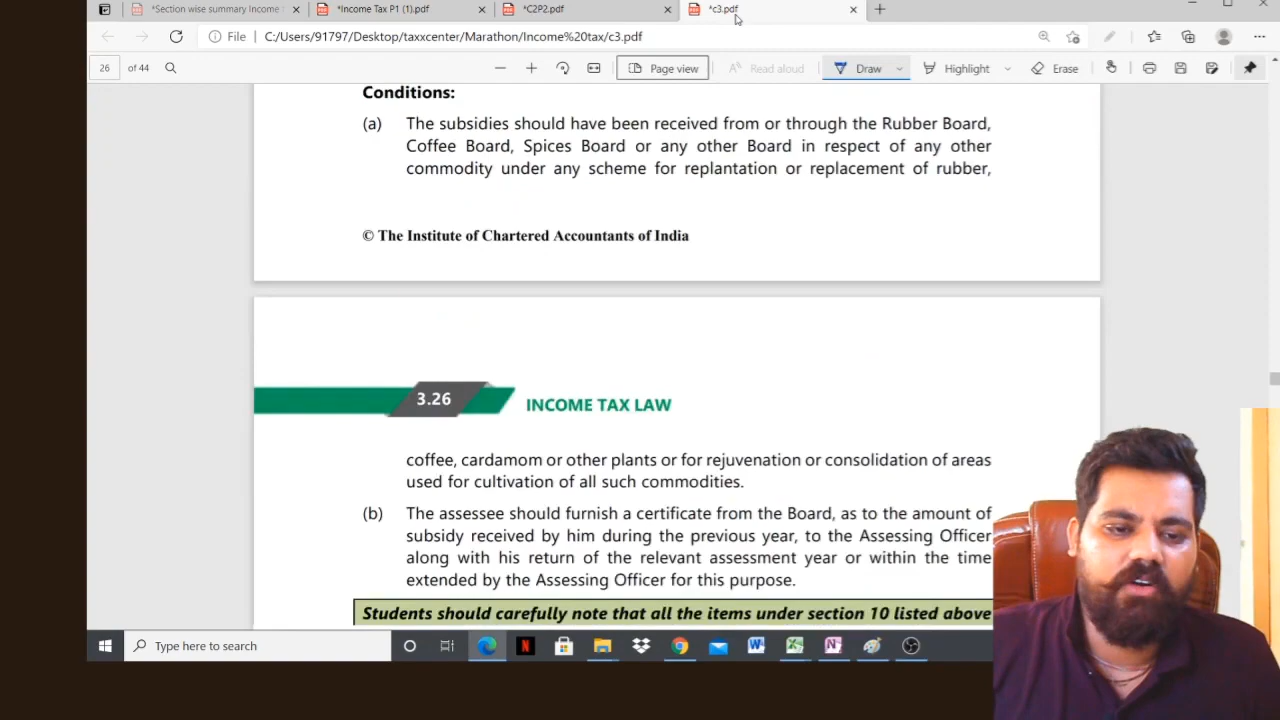 *Section wise summary Income T
*Income Tax P1 (1).pdf
*C2P2.pdf
*c3.pdf
File
C:/Users/91797/Desktop/taxxcenter/Marathon/Income%20tax/c3.pdf
26
of 44
Page view
Read aloud
Draw
Highlight
Erase
Conditions:
(a) The subsidies should have been received from or through the Rubber Board,
Coffee Board, Spices Board or any other Board in respect of any other
commodity under any scheme for replantation or replacement of rubber,
© The Institute of Chartered Accountants of India
3.26
INCOME TAX LAW
coffee, cardamom or other plants or for rejuvenation or consolidation of areas
used for cultivation of all such commodities.
(b) The assessee should furnish a certificate from the Board, as to the amount of
subsidy received by him during the previous year, to the Assessing Officer
along with his return of the relevant assessment year or within the time
extended by the Assessing Officer for this purpose.
Students should carefully note that all the items under section 10 listed above
Type here to search